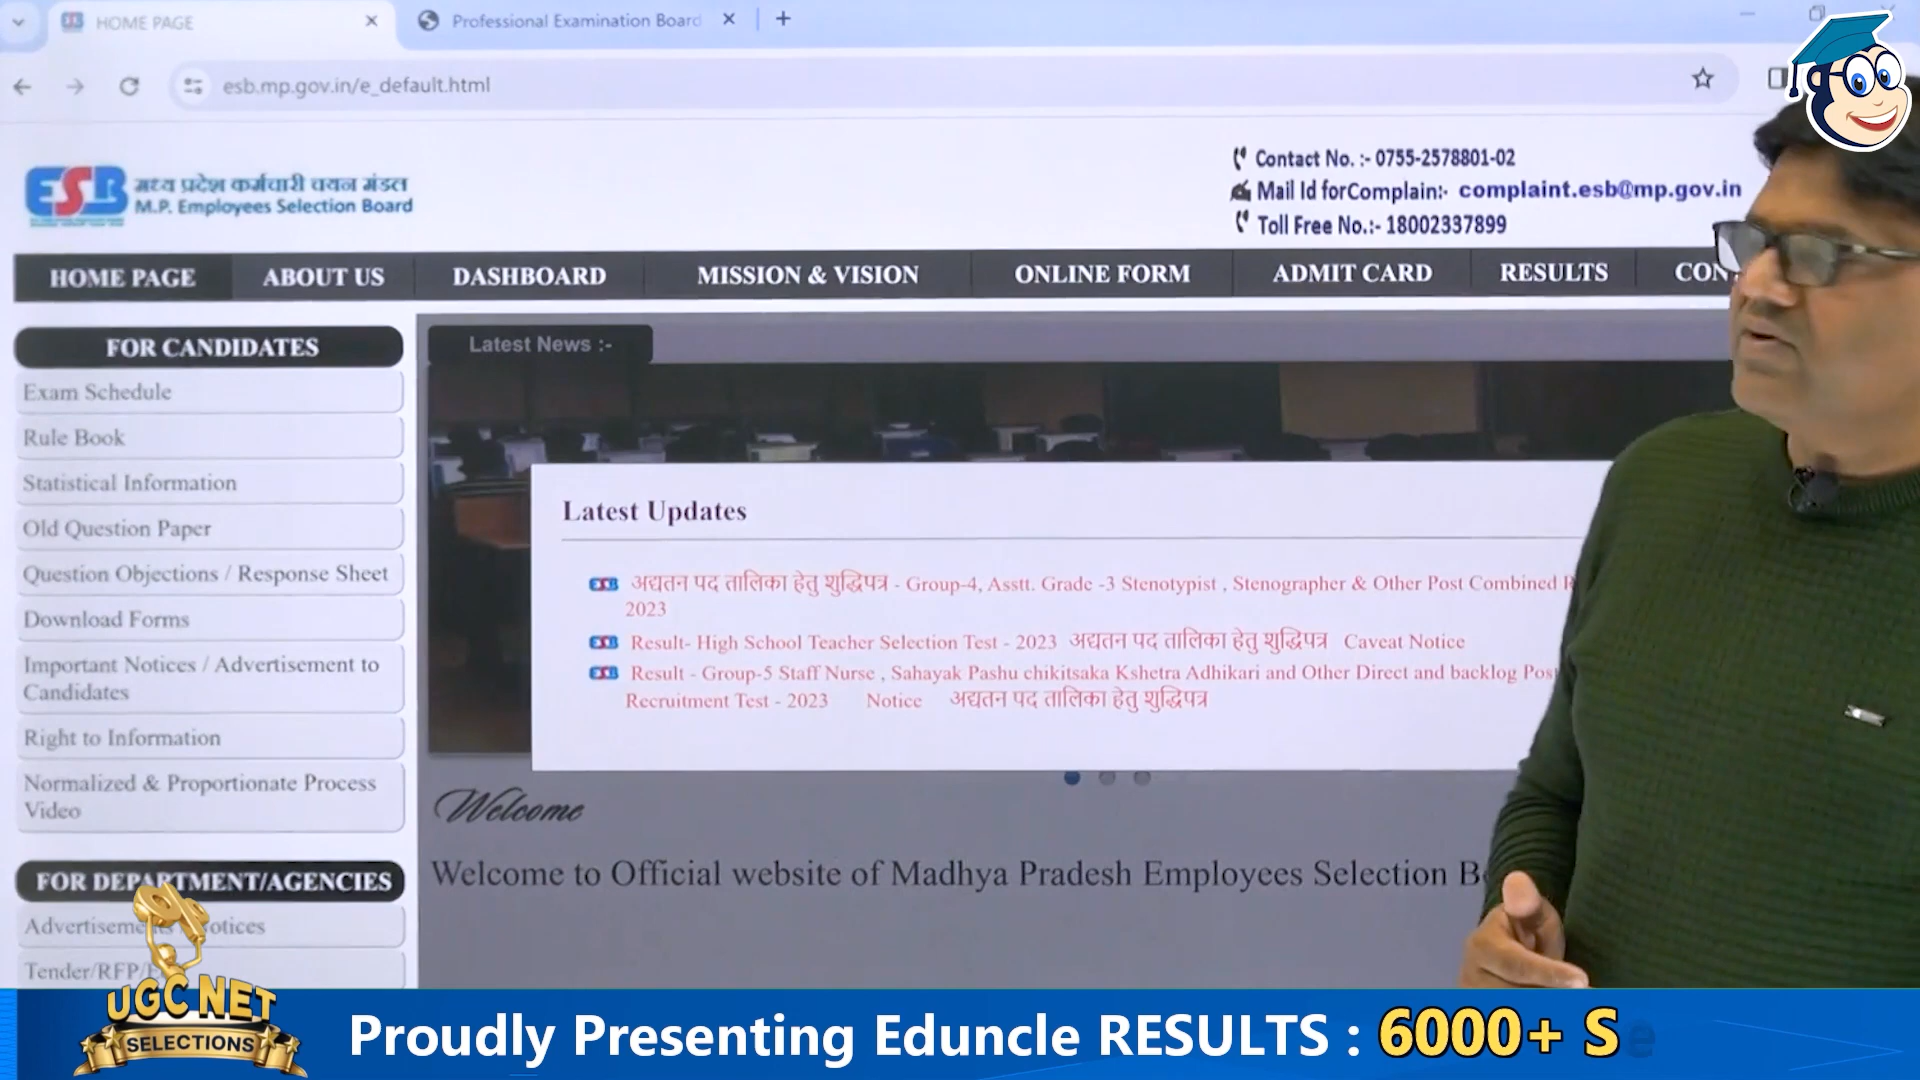 HOME PAGE
Professional Examination Board
esb.mp.gov.in/e_default.html
ESB मध्य प्रदेश कर्मचारी चयन मंडल
M.P. Employees Selection Board
Contact No. :- 0755-2578801-02
Mail Id forComplain:- complaint.esb@mp.gov.in
Toll Free No.:- 18002337899
HOME PAGE ABOUT US DASHBOARD MISSION & VISION ONLINE FORM ADMIT CARD RESULTS CON
FOR CANDIDATES
Exam Schedule
Rule Book
Statistical Information
Old Question Paper
Question Objections / Response Sheet
Download Forms
Important Notices / Advertisement to
Candidates
Right to Information
Normalized & Proportionate Process
Video
FOR DEPARTMENT/AGENCIES
Tender/RFP/
Latest News :-
Latest Updates
ESB अद्यतन पद तालिका हेतु शुद्धिपत्र - Group-4, Asstt. Grade -3 Stenotypist , Stenographer & Other Post Combined
2023
ESB Result- High School Teacher Selection Test - 2023 अद्यतन पद तालिका हेतु शुद्धिपत्र Caveat Notice
ESB Result - Group-5 Staff Nurse , Sahayak Pashu chikitsaka Kshetra Adhikari and Other Direct and backlog Pos
Recruitment Test - 2023 Notice अद्यतन पद तालिका हेतु शुद्धिपत्र
Welcome
Welcome to Official website of Madhya Pradesh Employees Selection B
UGC NET
SELECTIONS
Proudly Presenting Eduncle RESULTS : 6000+ Se